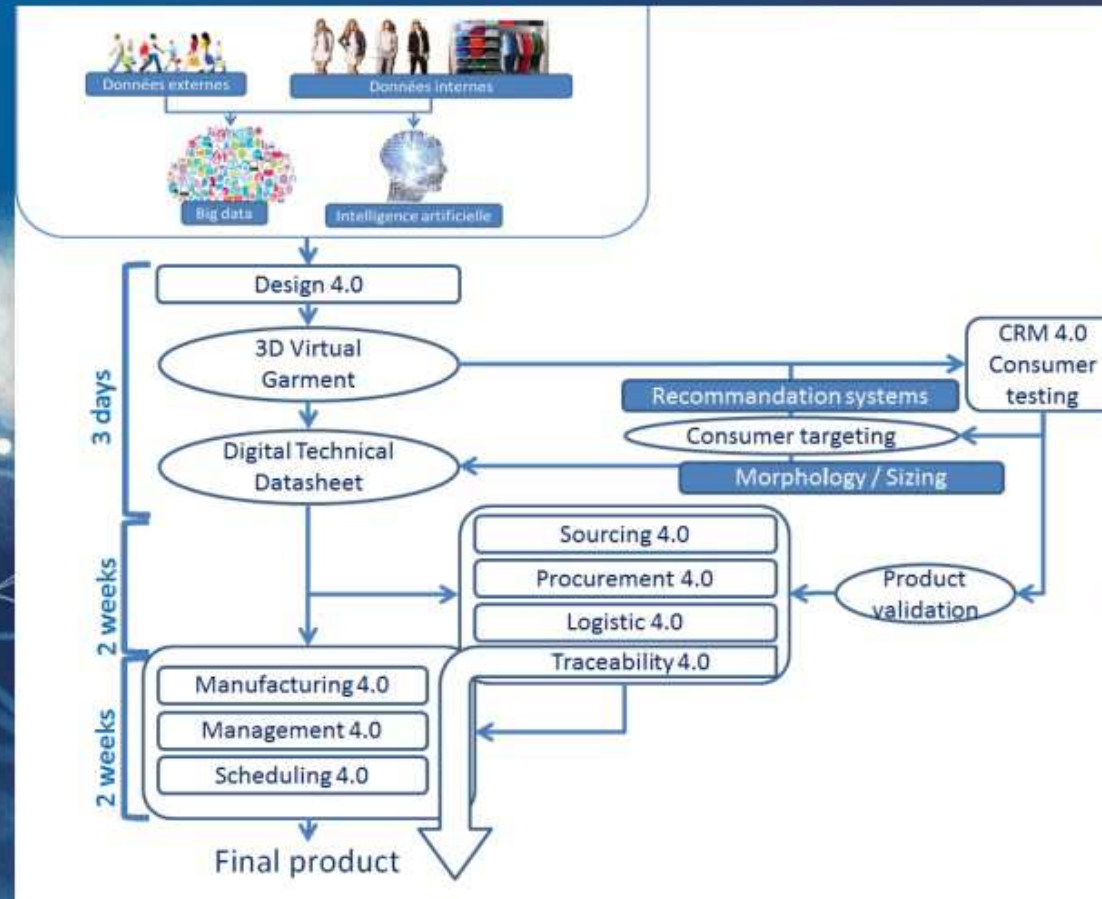 Données externes
Données internes
Big data
Intelligence artificielle
Design 4.0
3D Virtual
Garment
CRM 4.0
Consumer
testing
Recommandation systems
Consumer targeting
Digital Technical
Datasheet
Morphology / Sizing
3 days
Sourcing 4.0
Procurement 4.0
Logistic 4.0
Traceability 4.0
Product
validation
2 weeks
Manufacturing 4.0
Management 4.0
Scheduling 4.0
2 weeks
Final product